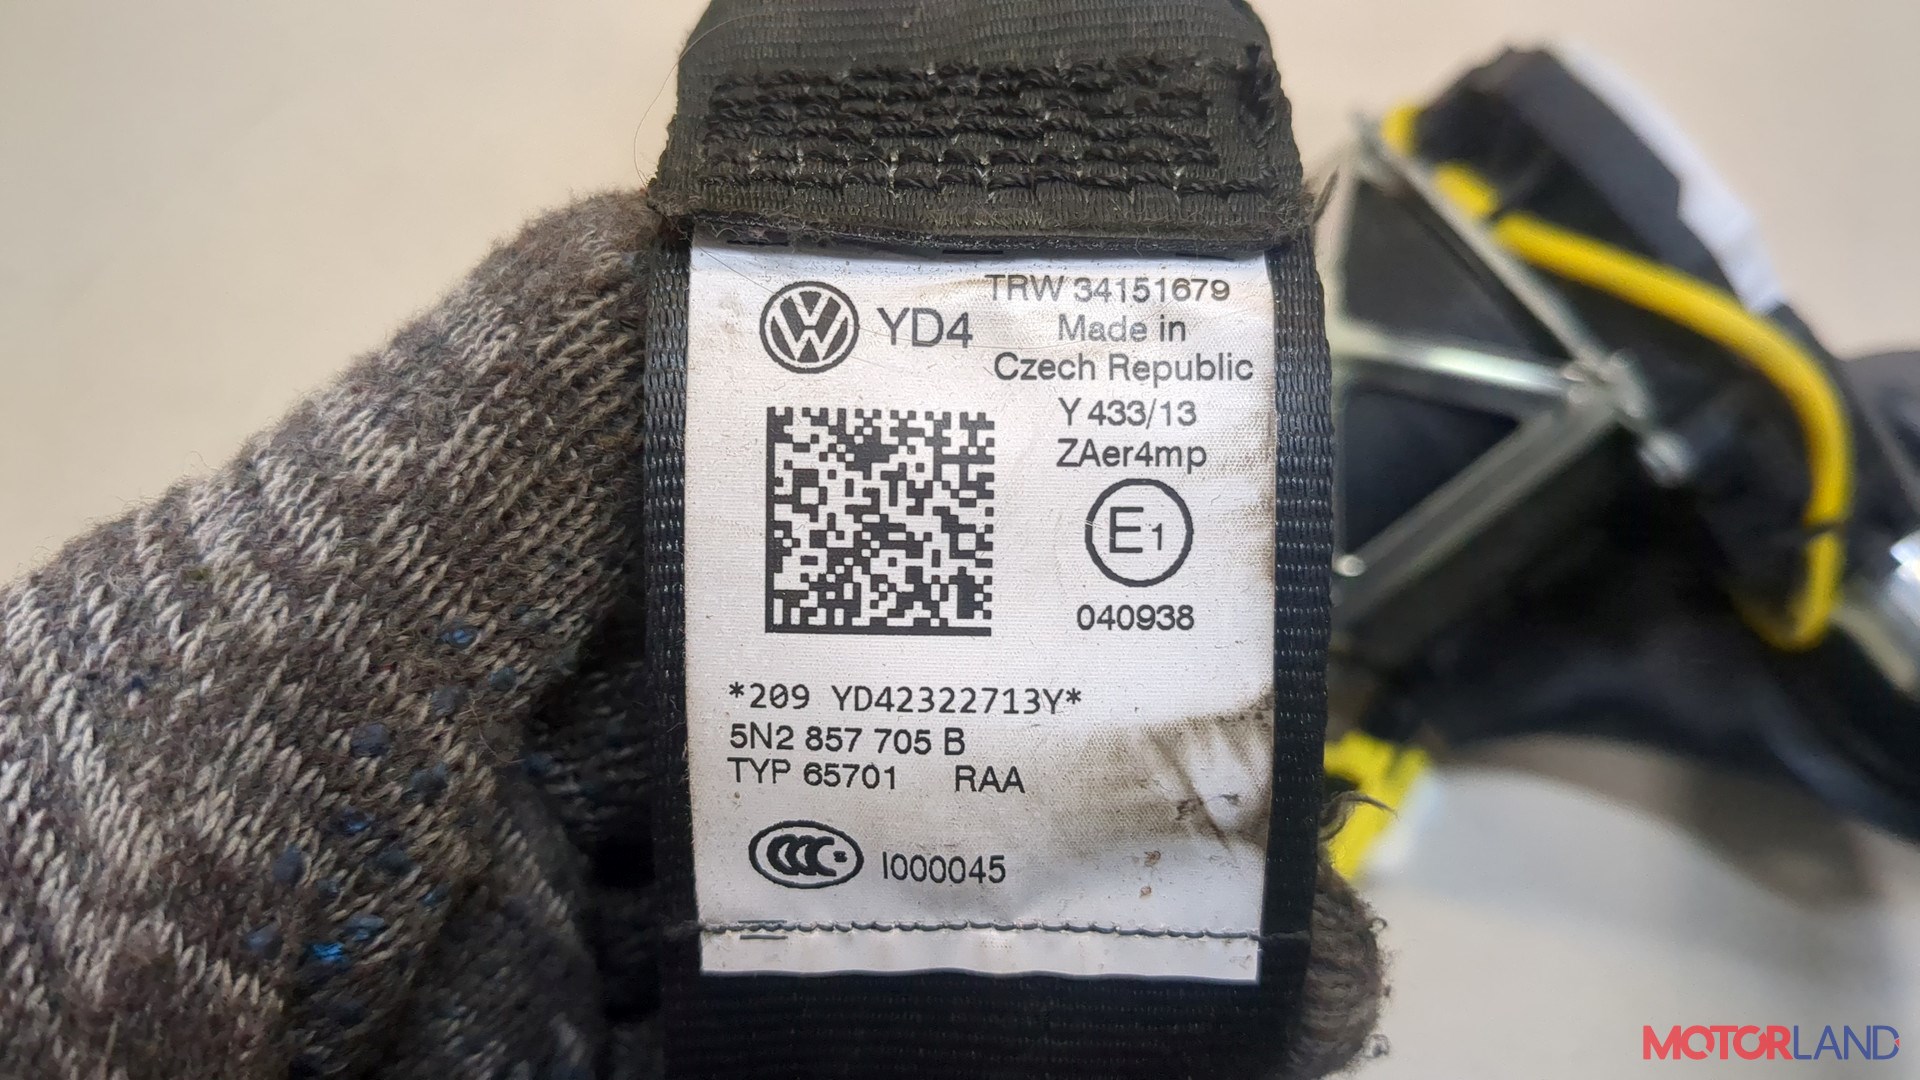 TRW 34151679
YD4
Made in
Czech Republic
Y 433/13
ZAer4mp
E1
040938
*209 YD42322713Y*
5N2 857 705 B
TYP 65701 RAA
CCC I000045
MOTORLAND